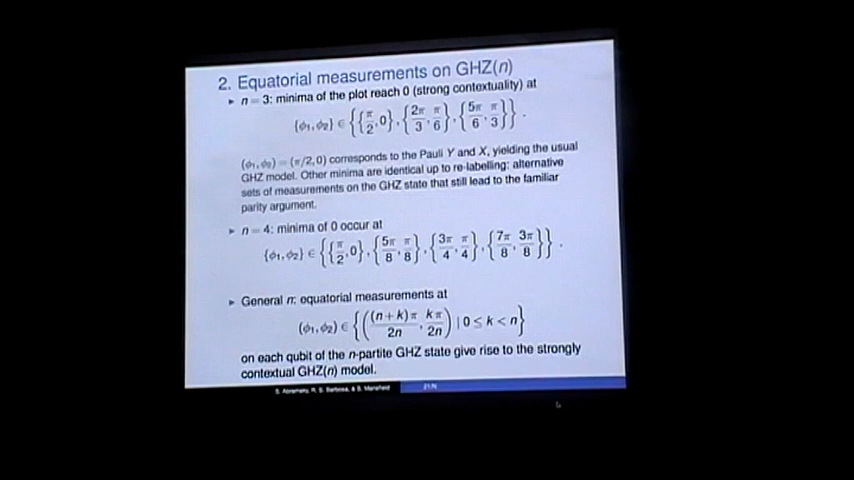 2. Equatorial measurements on GHZ(n)
▸ n = 3: minima of the plot reach 0 (strong contextuality) at
{ϕ₁, ϕ₂} ∈ {{π/2, 0}, {2π/3, π/6}, {5π/6, π/3}}.
(ϕ₁, ϕ₂) = (π/2, 0) corresponds to the Pauli Y and X, yielding the usual
GHZ model. Other minima are identical up to re-labelling: alternative
sets of measurements on the GHZ state that still lead to the familiar
parity argument.
▸ n = 4: minima of 0 occur at
{ϕ₁, ϕ₂} ∈ {{π/2, 0}, {5π/8, π/8}, {3π/4, π/4}, {7π/8, 3π/8}}.
▸ General n: equatorial measurements at
(ϕ₁, ϕ₂) ∈ {((n + k)π/2n, kπ/2n) | 0 ≤ k < n}
on each qubit of the n-partite GHZ state give rise to the strongly
contextual GHZ(n) model.
S. Abramsky, R. S. Barbosa, & S. Mansfield